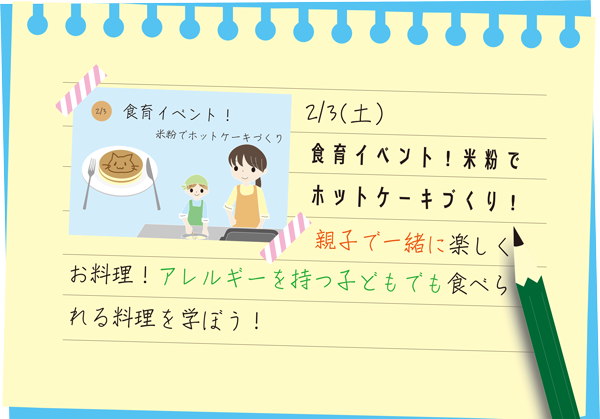 2/3
食育イベント！
米粉でホットケーキづくり
2/3(土)
食育イベント！米粉で
ホットケーキづくり！
親子で一緒に楽しく
お料理！アレルギーを持つ子どもでも食べら
れる料理を学ぼう！